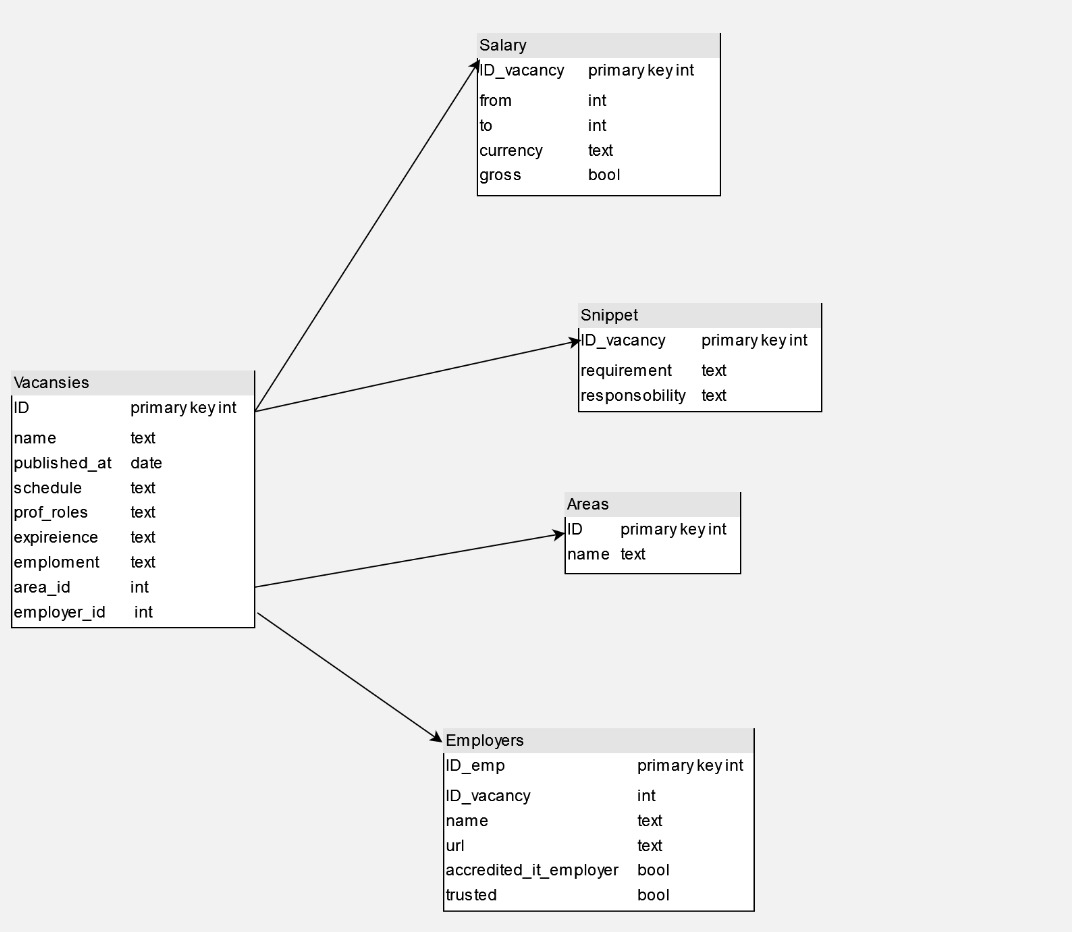 Salary
ID_vacancy primary key int
from int
to int
currency text
gross bool
Snippet
ID_vacancy primary key int
requirement text
responsobility text
Vacansies
ID primary key int
name text
published_at date
schedule text
prof_roles text
expireience text
emploment text
area_id int
employer_id int
Areas
ID primary key int
name text
Employers
ID_emp primary key int
ID_vacancy int
name text
url text
accredited_it_employer bool
trusted bool